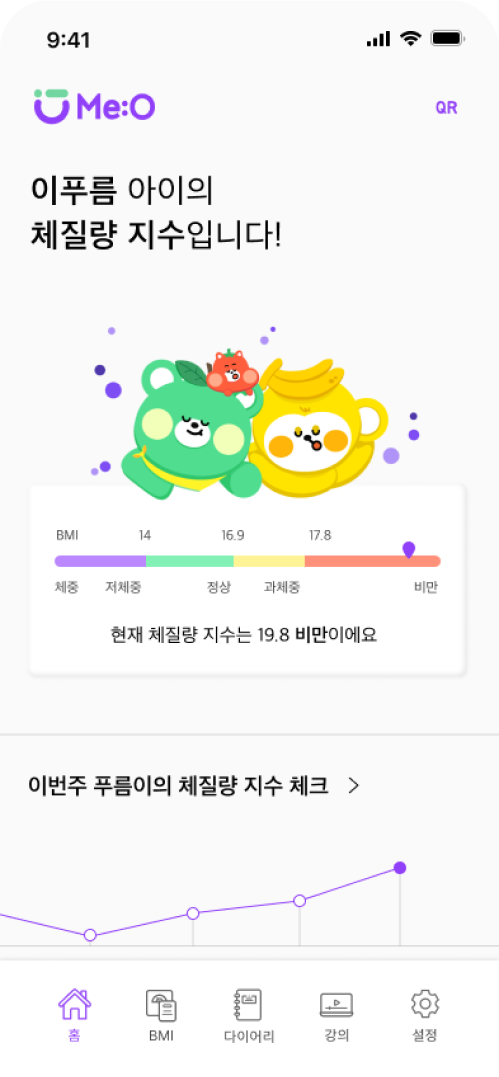 9:41
Me:O
QR
이푸름 아이의
체질량 지수입니다!
BMI 14 16.9 17.8
체중 저체중 정상 과체중 비만
현재 체질량 지수는 19.8 비만이에요
이번주 푸름이의 체질량 지수 체크 >
홈 BMI 다이어리 강의 설정